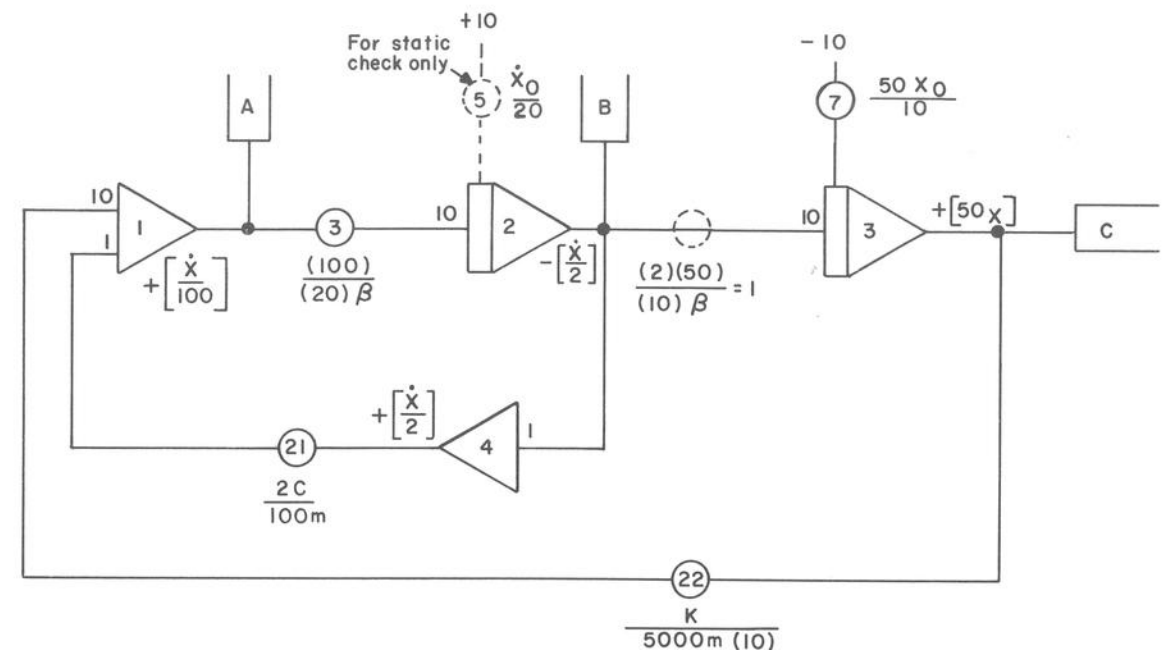 +10
For static
check only
5
ẋ0
20
- 10
7
50 X0
10
A
B
C
10
1
1
+[ẋ/100]
3
(100)
(20) β
10
2
-[ẋ/2]
(2)(50)
(10) β
= 1
10
3
+[50x]
+[ẋ/2]
4
1
21
2C
100m
22
K
5000m (10)